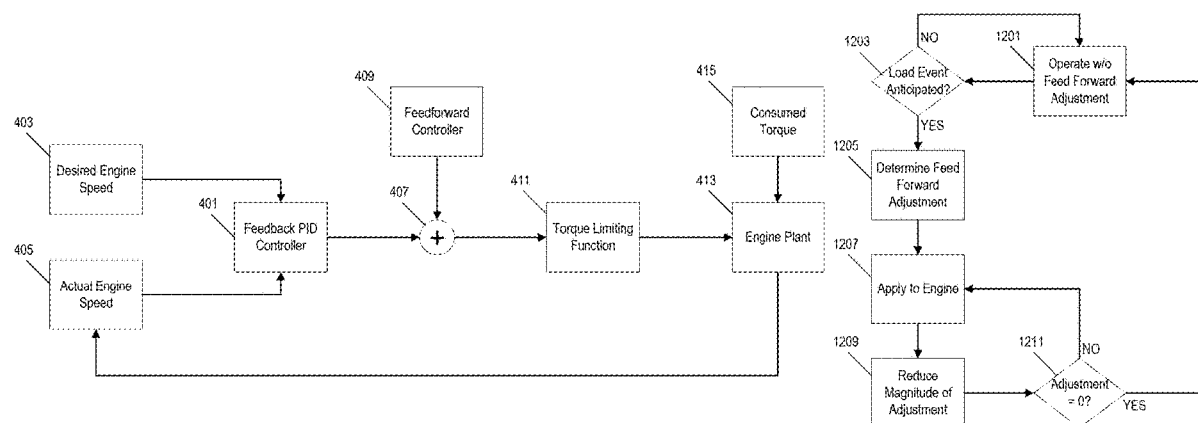 403
Desired Engine
Speed
405
Actual Engine
Speed
401
Feedback PID
Controller
409
Feedforward
Controller
407
+
411
Torque Limiting
Function
415
Consumed
Torque
413
Engine Plant
1203
Load Event
Anticipated?
NO
YES
1201
Operate w/o
Feed Forward
Adjustment
1205
Determine Feed
Forward
Adjustment
1207
Apply to Engine
1209
Reduce
Magnitude of
Adjustment
1211
Adjustment
= 0?
NO
YES